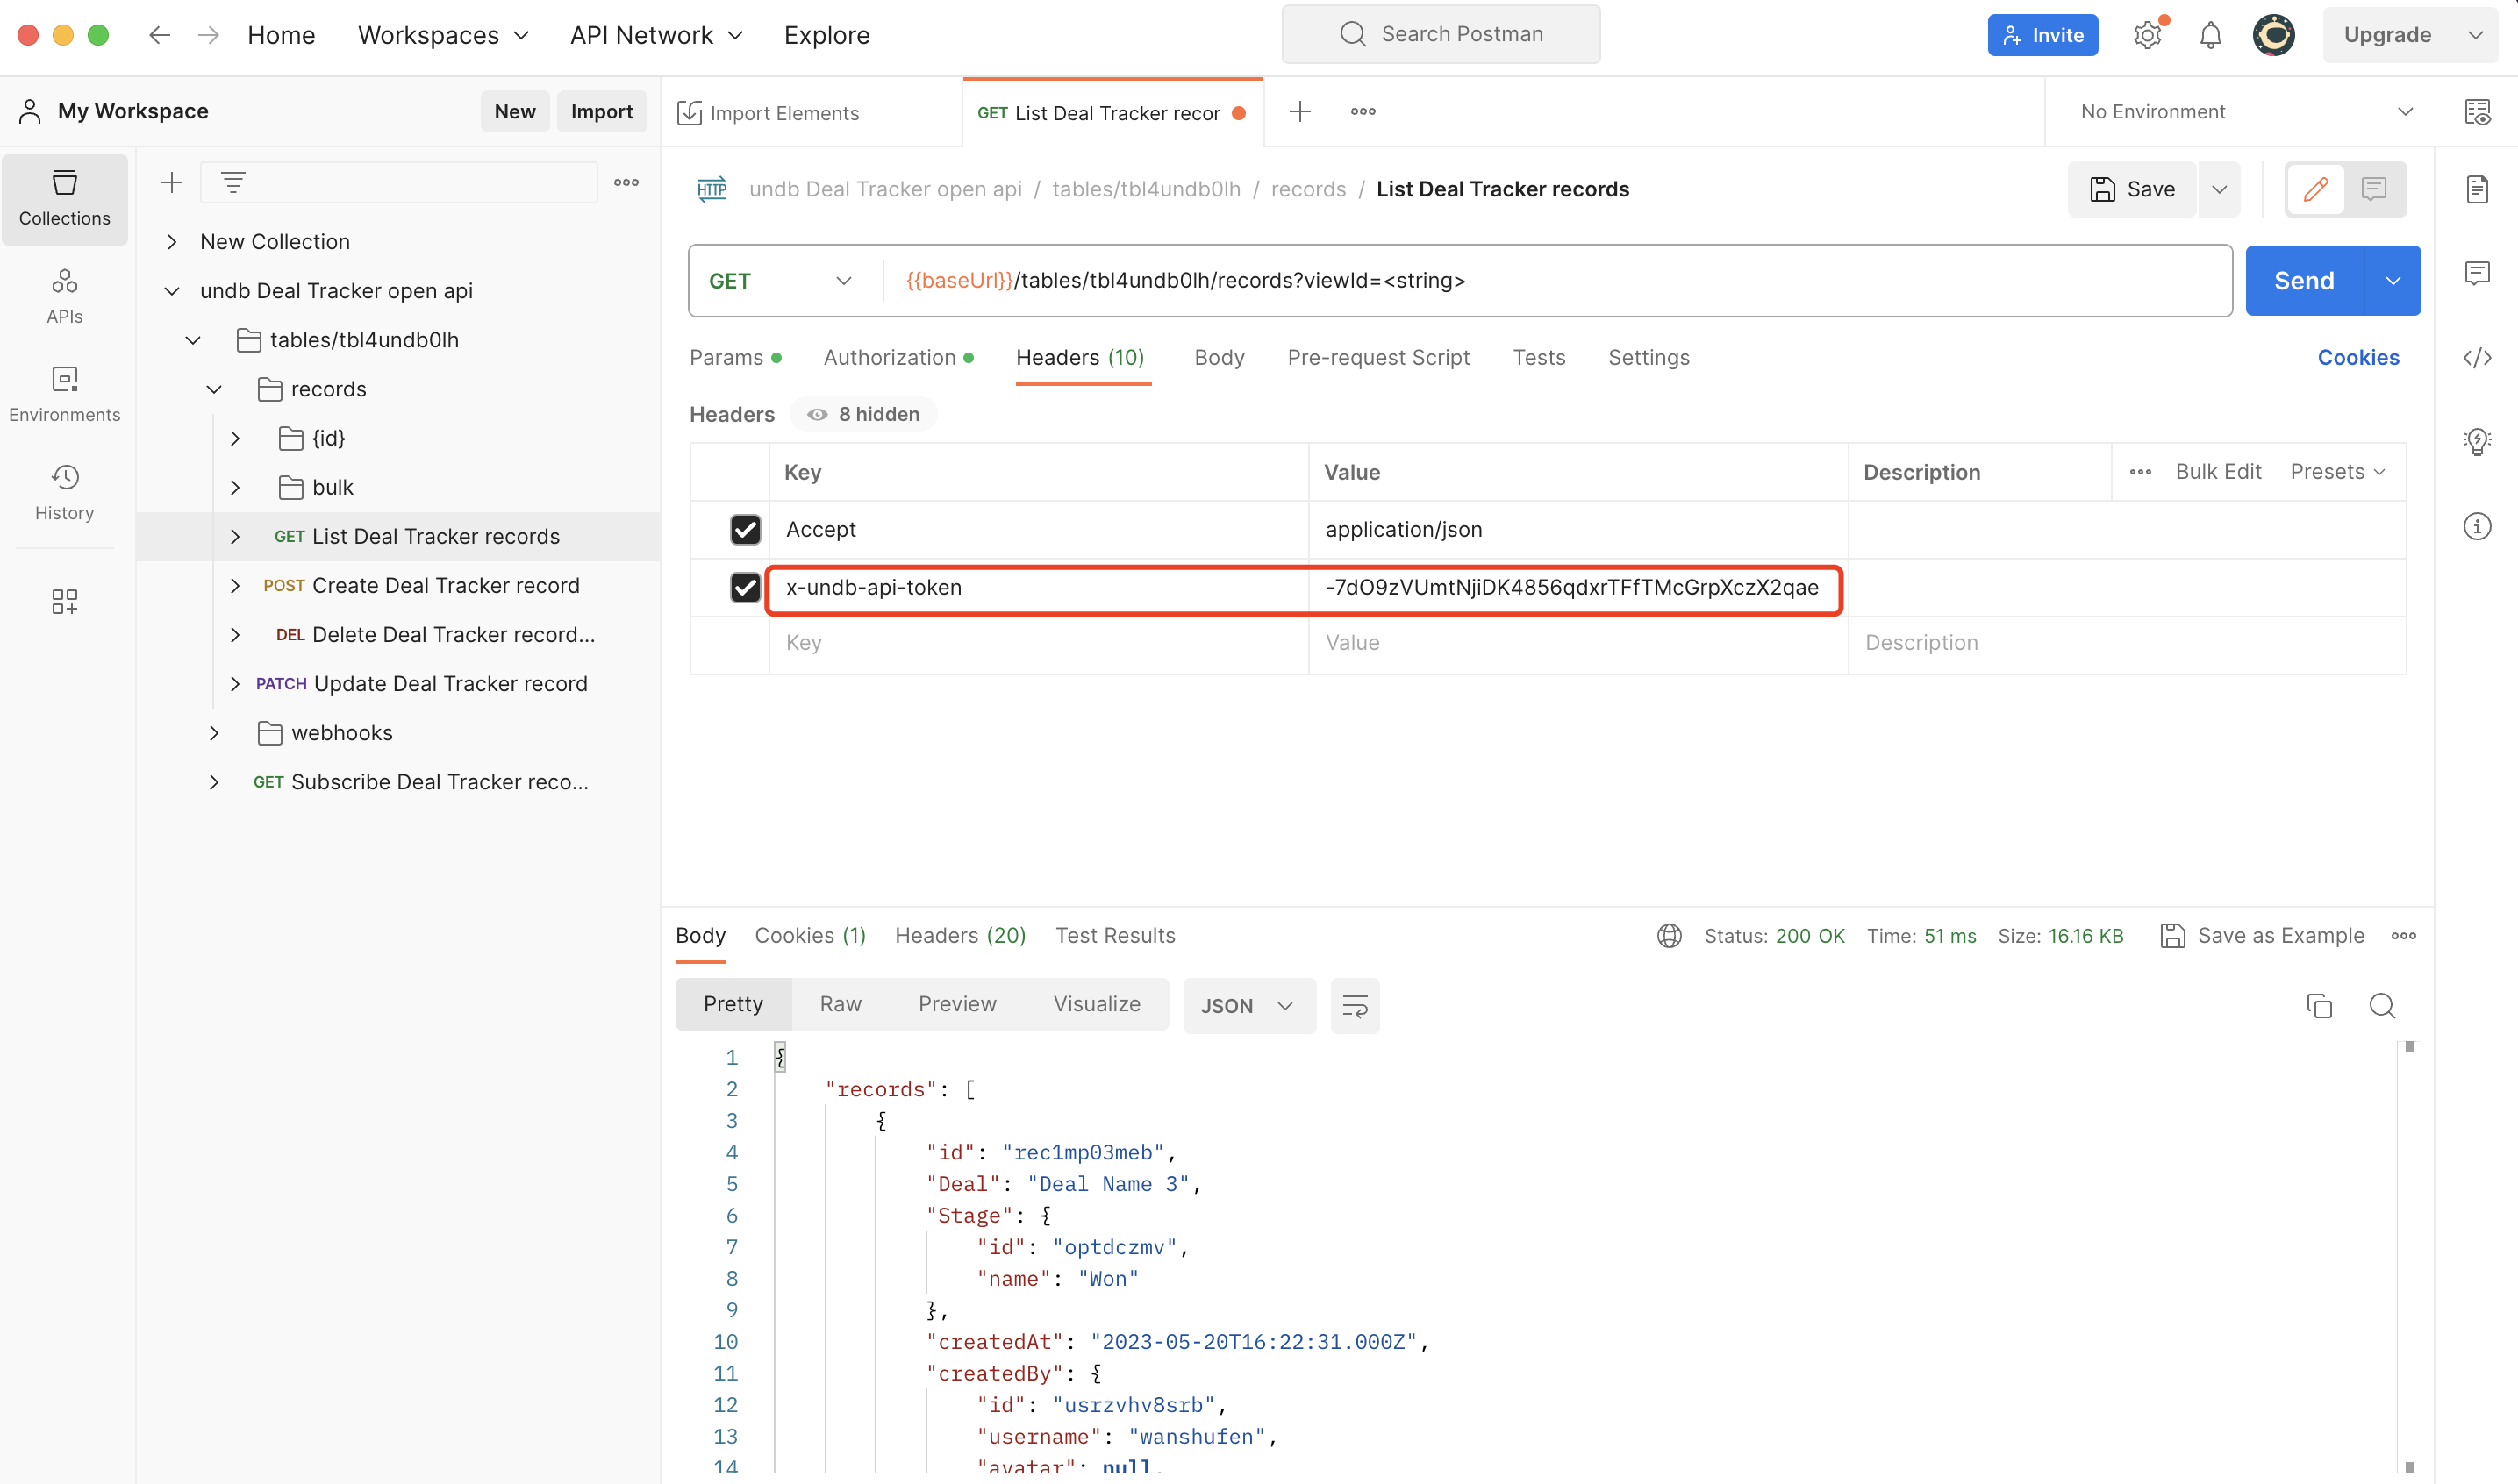 Home Workspaces API Network Explore Search Postman Invite Upgrade
My Workspace New Import Import Elements GET List Deal Tracker recor No Environment
Collections
APIs
Environments
History
New Collection
undb Deal Tracker open api
tables/tbl4undb0lh
records
{id}
bulk
GET List Deal Tracker records
POST Create Deal Tracker record
DEL Delete Deal Tracker record...
PATCH Update Deal Tracker record
webhooks
GET Subscribe Deal Tracker reco...
HTTP undb Deal Tracker open api / tables/tbl4undb0lh / records / List Deal Tracker records Save
GET {{baseUrl}}/tables/tbl4undb0lh/records?viewId=<string> Send
Params Authorization Headers (10) Body Pre-request Script Tests Settings Cookies
Headers 8 hidden
Key Value Description Bulk Edit Presets
Accept application/json
x-undb-api-token -7dO9zVUmtNjiDK4856qdxrTFfTMcGrpXczX2qae
Key Value Description
Body Cookies (1) Headers (20) Test Results Status: 200 OK Time: 51 ms Size: 16.16 KB Save as Example
Pretty Raw Preview Visualize JSON
1 {
2 "records": [
3 {
4 "id": "rec1mp03meb",
5 "Deal": "Deal Name 3",
6 "Stage": {
7 "id": "optdczmv",
8 "name": "Won"
9 },
10 "createdAt": "2023-05-20T16:22:31.000Z",
11 "createdBy": {
12 "id": "usrzvhv8srb",
13 "username": "wanshufen",
14 "avatar": null,